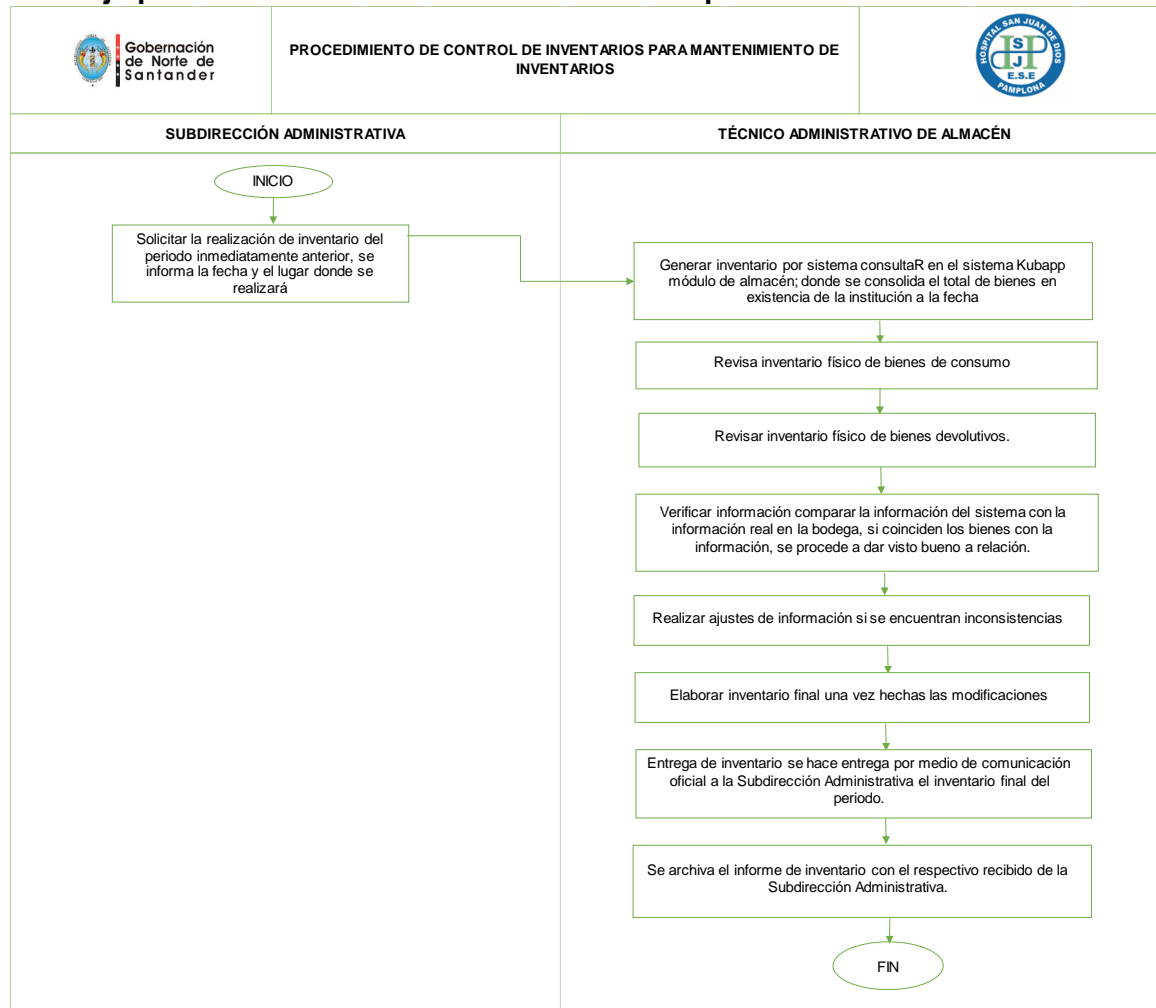 Gobernación
de Norte de
Santander
PROCEDIMIENTO DE CONTROL DE INVENTARIOS PARA MANTENIMIENTO DE
INVENTARIOS
HOSPITAL SAN JUAN DE DIOS
SJ
E.S.E
PAMPLONA
SUBDIRECCIÓN ADMINISTRATIVA
TÉCNICO ADMINISTRATIVO DE ALMACÉN
INICIO
Solicitar la realización de inventario del
periodo inmediatamente anterior, se
informa la fecha y el lugar donde se
realizará
Generar inventario por sistema consultaR en el sistema Kubapp
módulo de almacén; donde se consolida el total de bienes en
existencia de la institución a la fecha
Revisa inventario físico de bienes de consumo
Revisar inventario físico de bienes devolutivos.
Verificar información comparar la información del sistema con la
información real en la bodega, si coinciden los bienes con la
información, se procede a dar visto bueno a relación.
Realizar ajustes de información si se encuentran inconsistencias
Elaborar inventario final una vez hechas las modificaciones
Entrega de inventario se hace entrega por medio de comunicación
oficial a la Subdirección Administrativa el inventario final del
periodo.
Se archiva el informe de inventario con el respectivo recibido de la
Subdirección Administrativa.
FIN